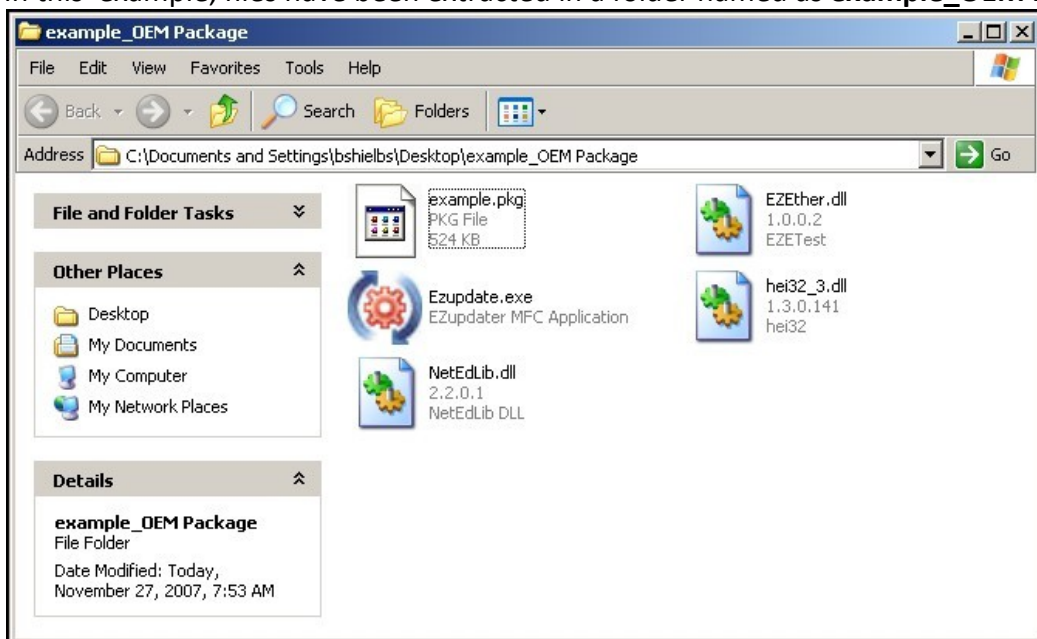 In this example, files have been extracted in a folder named as example_OEM
example_OEM Package
File Edit View Favorites Tools Help
Back Search Folders
Address C:\Documents and Settings\bshielbs\Desktop\example_OEM Package Go
File and Folder Tasks
Other Places
Desktop
My Documents
My Computer
My Network Places
Details
example_OEM Package
File Folder
Date Modified: Today,
November 27, 2007, 7:53 AM
example.pkg
PKG File
524 KB
EZEther.dll
1.0.0.2
EZETest
Ezupdate.exe
EZupdater MFC Application
hei32_3.dll
1.3.0.141
hei32
NetEdLib.dll
2.2.0.1
NetEdLib DLL